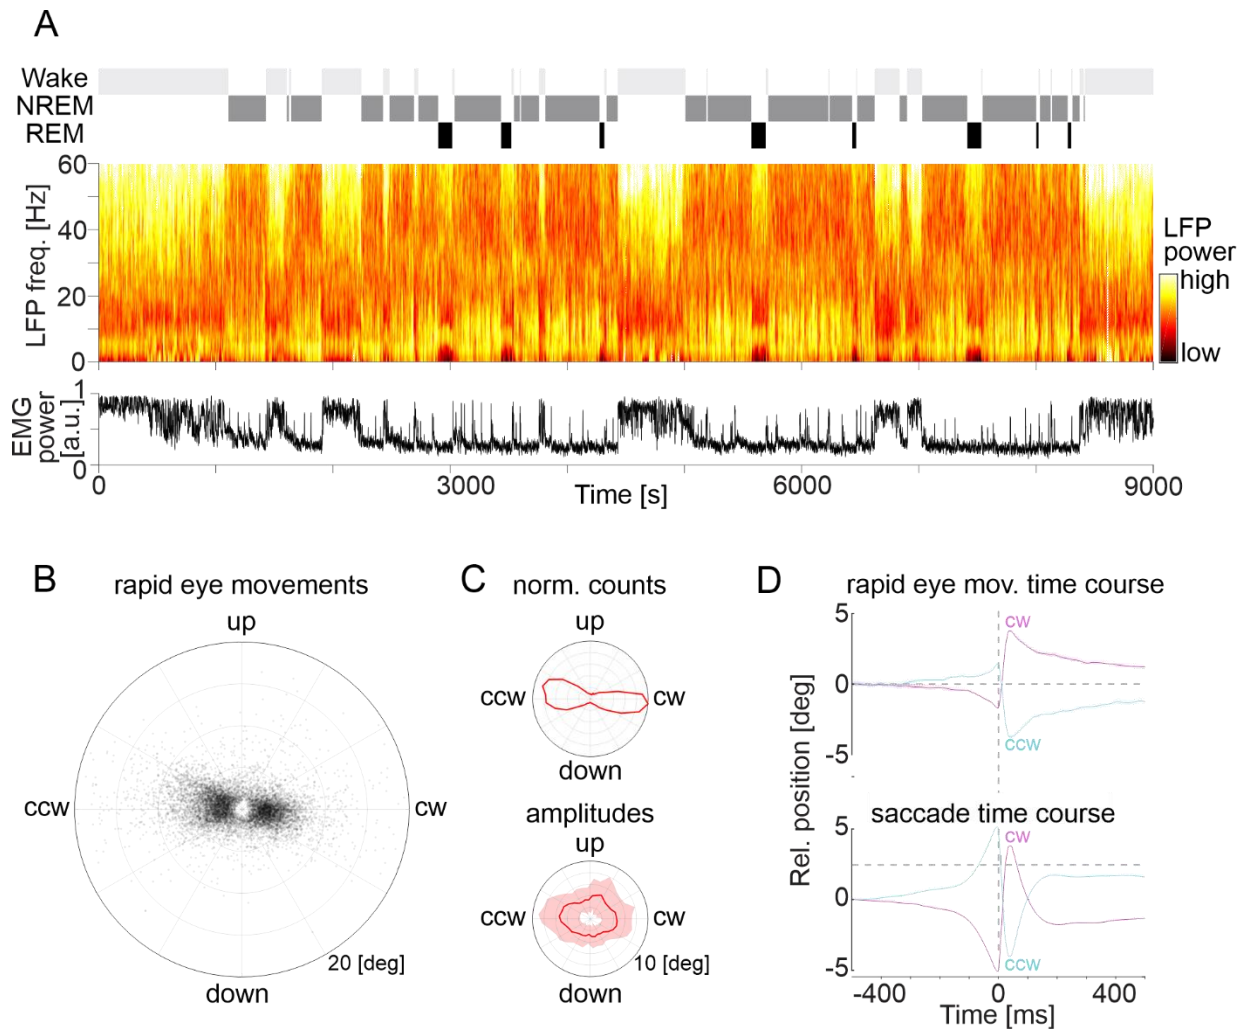 A
Wake
NREM
REM
60
40
20
0
LFP freq. [Hz]
LFP
power
high
low
1
0
EMG
power
[a.u.]
0
3000
6000
9000
Time [s]
B
rapid eye movements
up
ccw
cw
20 [deg]
down
C
norm. counts
up
ccw
cw
down
amplitudes
up
ccw
cw
10 [deg]
down
D
rapid eye mov. time course
5
0
-5
cw
ccw
Rel. position [deg]
saccade time course
5
0
-5
cw
ccw
-400
0
400
Time [ms]